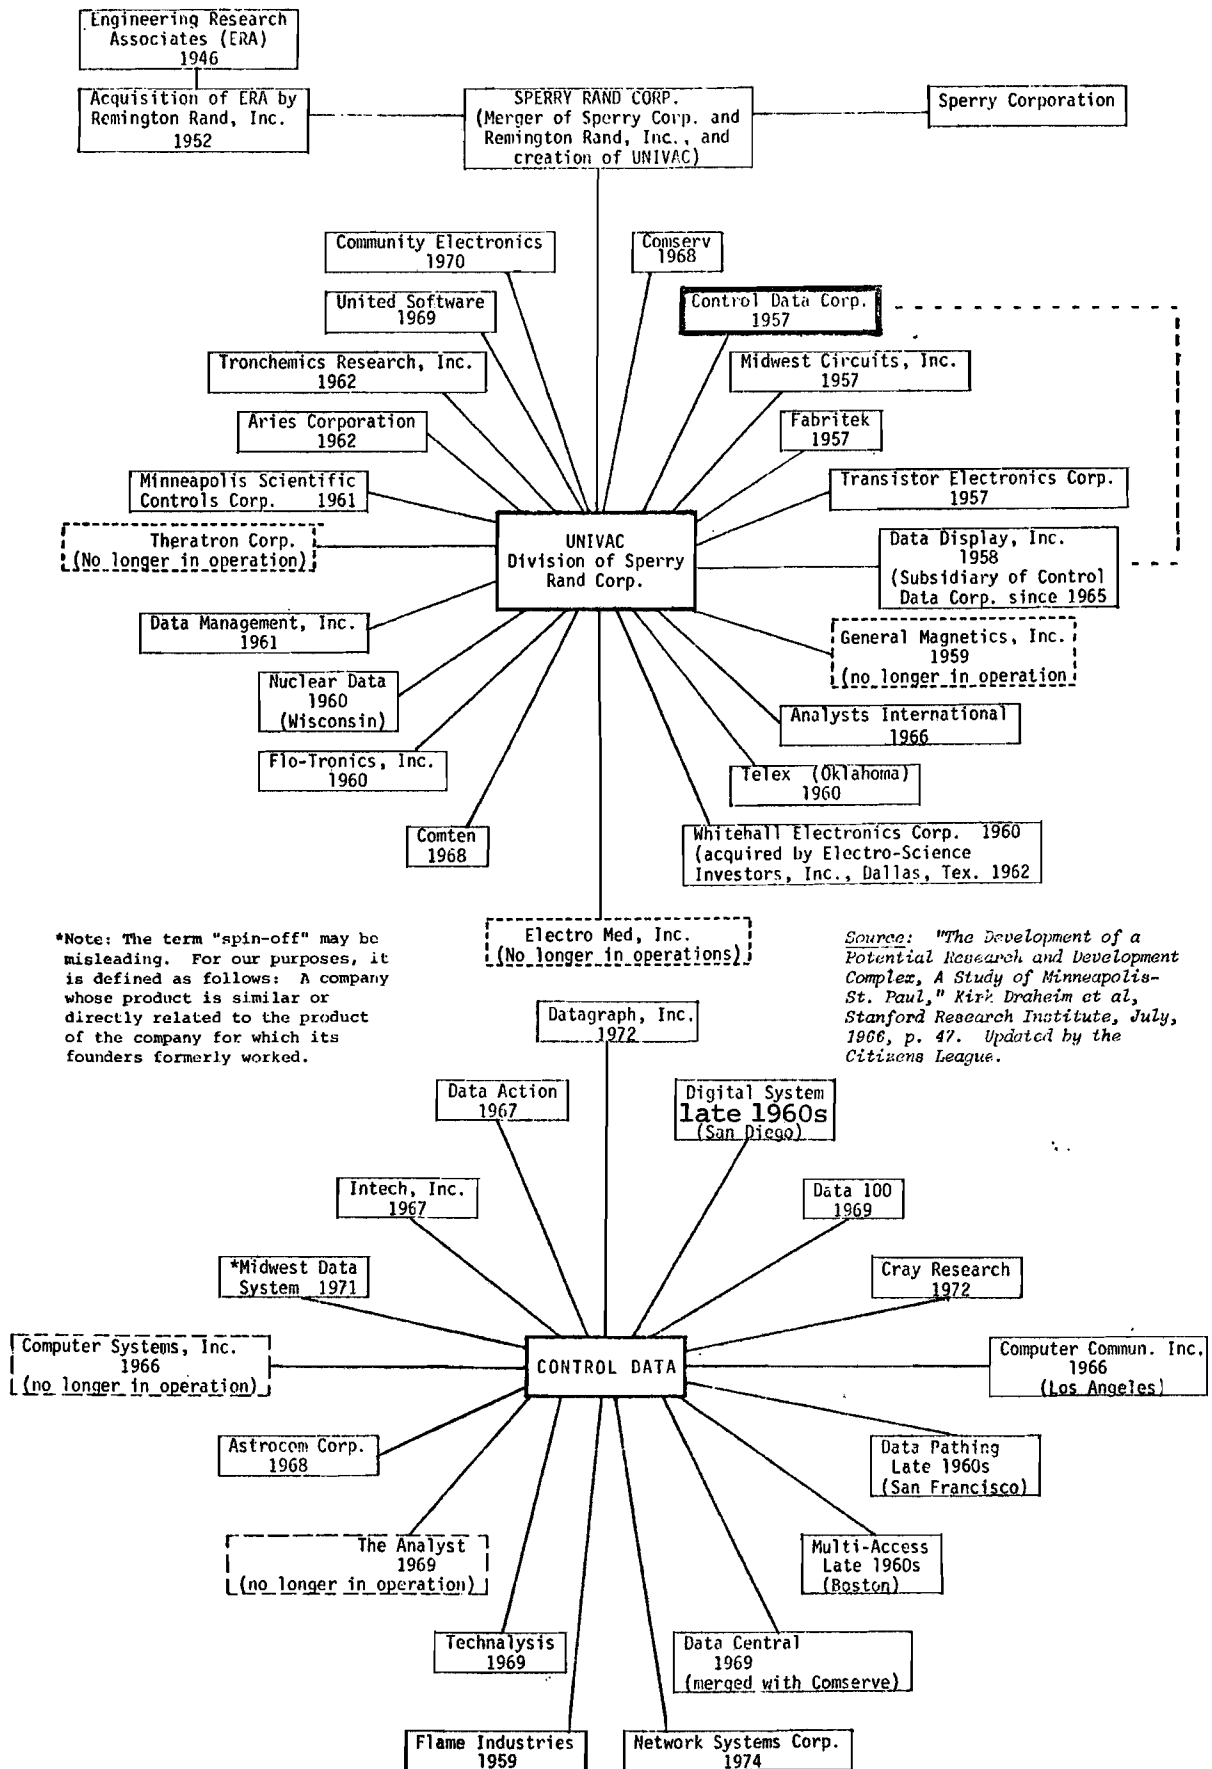 Engineering Research
Associates (ERA)
1946
Acquisition of ERA by
Remington Rand, Inc.
1952
SPERRY RAND CORP.
(Merger of Sperry Corp. and
Remington Rand, Inc., and
creation of UNIVAC)
Sperry Corporation
Community Electronics
1970
Comserv
1968
United Software
1969
Control Data Corp.
1957
Tronchemics Research, Inc.
1962
Midwest Circuits, Inc.
1957
Aries Corporation
1962
Fabritek
1957
Minneapolis Scientific
Controls Corp. 1961
Transistor Electronics Corp.
1957
Theratron Corp.
(No longer in operation)
UNIVAC
Division of Sperry
Rand Corp.
Data Display, Inc.
1958
(Subsidiary of Control
Data Corp. since 1965
Data Management, Inc.
1961
General Magnetics, Inc.
1959
(no longer in operation
Nuclear Data
1960
(Wisconsin)
Analysts International
1966
Flo-Tronics, Inc.
1960
Telex (Oklahoma)
1960
Comten
1968
Whitehall Electronics Corp. 1960
(acquired by Electro-Science
Investors, Inc., Dallas, Tex. 1962
Electro Med, Inc.
(No longer in operations)
*Note: The term "spin-off" may be
misleading. For our purposes, it
is defined as follows: A company
whose product is similar or
directly related to the product
of the company for which its
founders formerly worked.
Source: "The Development of a
Potential Research and Development
Complex, A Study of Minneapolis-
St. Paul," Kirk Draheim et al,
Stanford Research Institute, July,
1966, p. 47. Updated by the
Citizens League.
Datagraph, Inc.
1972
Data Action
1967
Digital System
late 1960s
(San Diego)
Intech, Inc.
1967
Data 100
1969
*Midwest Data
System 1971
Cray Research
1972
Computer Systems, Inc.
1966
(no longer in operation)
CONTROL DATA
Computer Commun. Inc.
1966
(Los Angeles)
Astrocom Corp.
1968
Data Pathing
Late 1960s
(San Francisco)
The Analyst
1969
(no longer in operation)
Multi-Access
Late 1960s
(Boston)
Technalysis
1969
Data Central
1969
(merged with Comserve)
Flame Industries
1959
Network Systems Corp.
1974